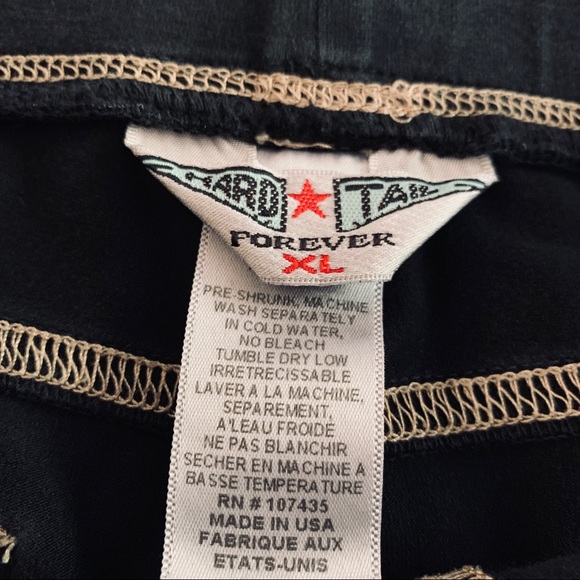 HARD ★ TAIL
FOREVER
XL
PRE-SHRUNK, MACHINE
WASH SEPARATELY
IN COLD WATER,
NO BLEACH
TUMBLE DRY LOW
IRRETRECISSABLE
LAVER A LA MACHINE,
SEPAREMENT,
A'LEAU FROIDE
NE PAS BLANCHIR
SECHER EN MACHINE A
BASSE TEMPERATURE
RN # 107435
MADE IN USA
FABRIQUE AUX
ETATS-UNIS